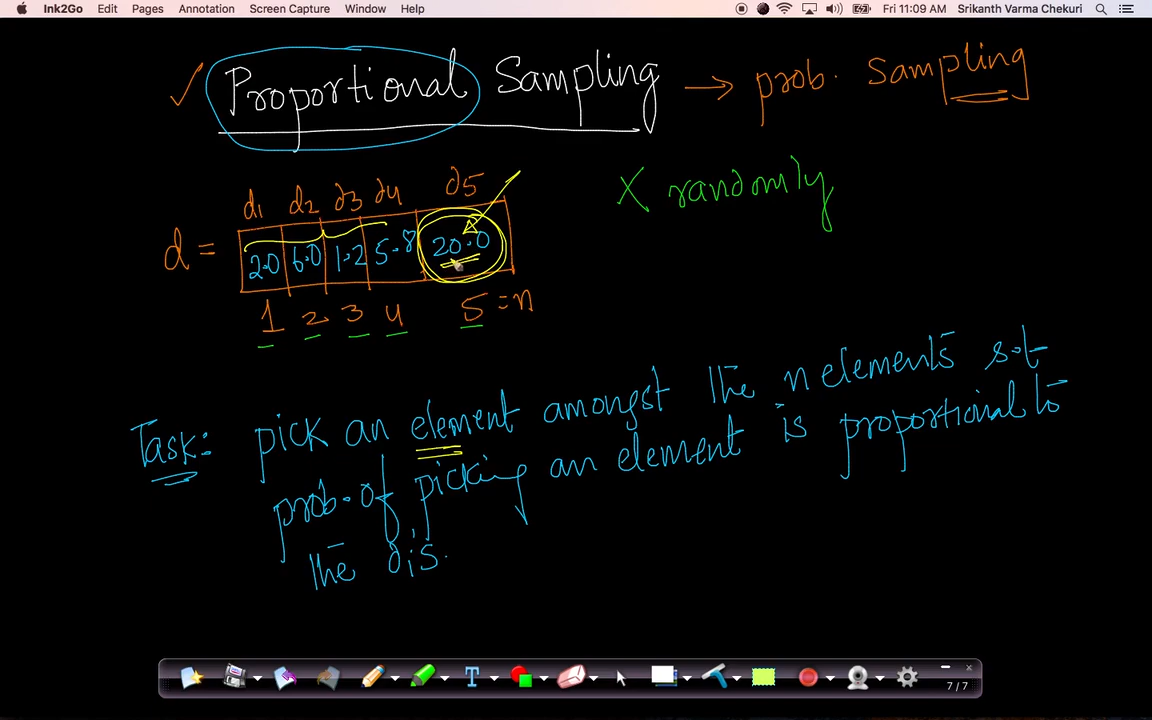 Ink2Go Edit Pages Annotation Screen Capture Window Help Fri 11:09 AM Srikanth Varma Chekuri
✓ Proportional Sampling → prob. Sampling
X randomly
d1 d2 d3 d4 d5
d = 2.0 6.0 1.2 5.8 20.0
1 2 3 4 5 = n
Task: pick an element amongst the n elements s.t
prob. of picking an element is proportional to
the di's.
T
7/7